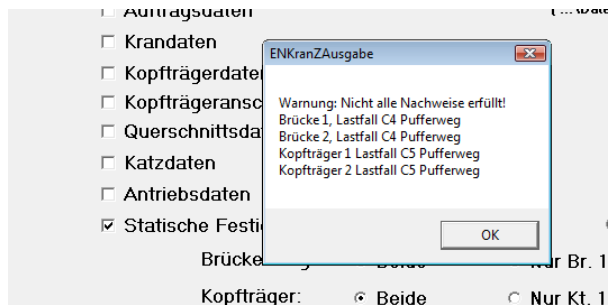 Auftragsdaten
Krandaten
ENKranZAusgabe
Warnung: Nicht alle Nachweise erfüllt!
Brücke 1, Lastfall C4 Pufferweg
Brücke 2, Lastfall C4 Pufferweg
Kopfträger 1 Lastfall C5 Pufferweg
Kopfträger 2 Lastfall C5 Pufferweg
OK
Querschnittsda
Katzdaten
Antriebsdaten
Statische Festi
Brücke
Nur Br. 1
Kopfträger:
Beide
Nur Kt. 1